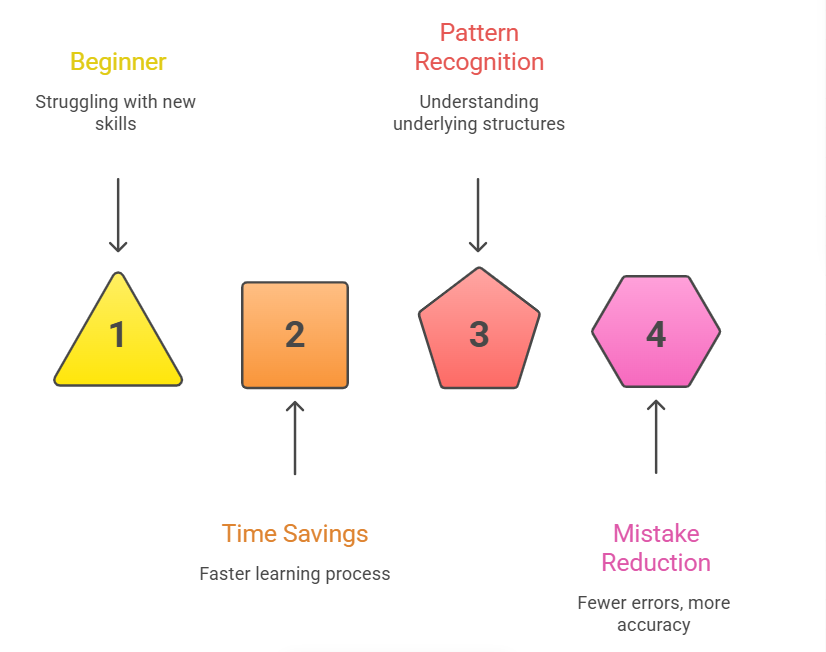 Beginner
Struggling with new
skills
1
2
Time Savings
Faster learning process
Pattern
Recognition
Understanding
underlying structures
3
4
Mistake
Reduction
Fewer errors, more
accuracy